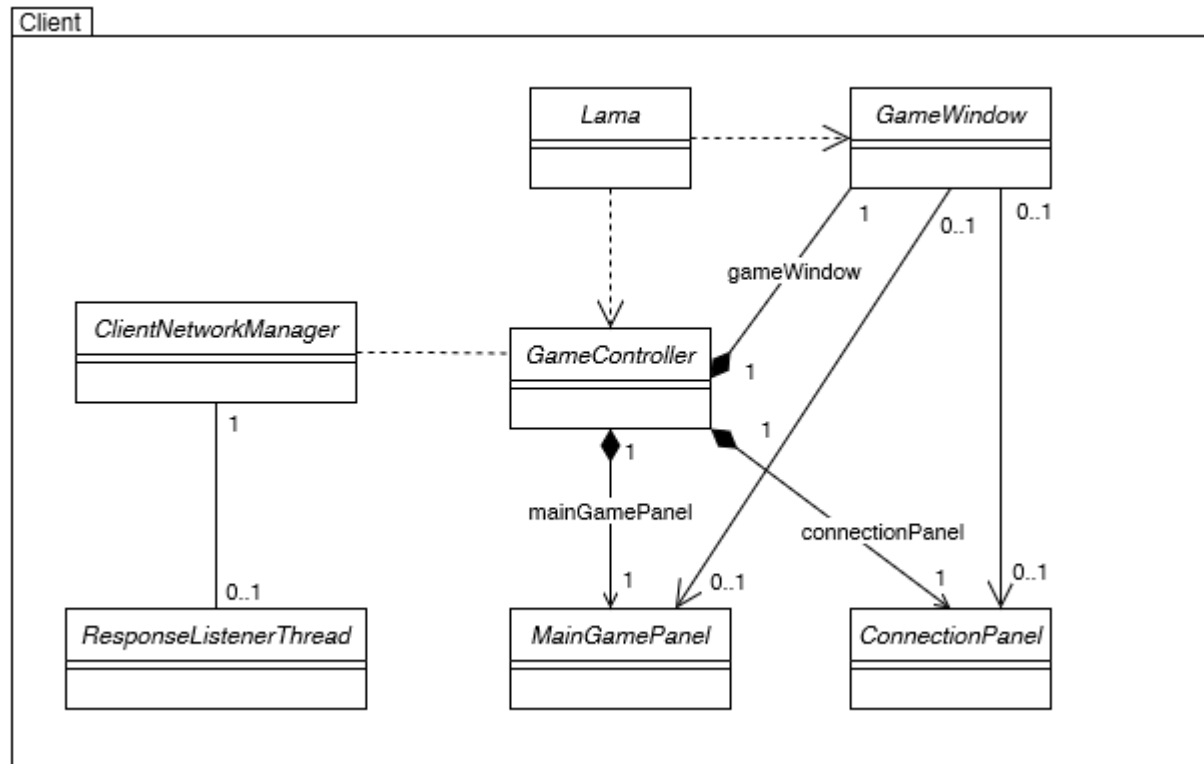 Client
Lama
GameWindow
1
0..1
0..1
gameWindow
ClientNetworkManager
GameController
1
1
1
1
mainGamePanel
connectionPanel
0..1
1
0..1
1
0..1
ResponseListenerThread
MainGamePanel
ConnectionPanel